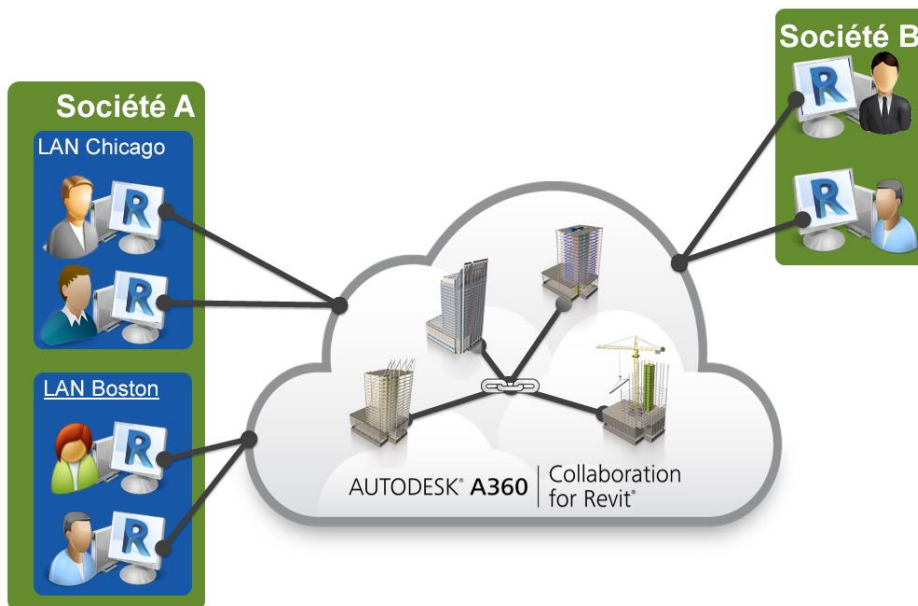 Société A
LAN Chicago
R
R
LAN Boston
R
R
Société B
R
R
AUTODESK® A360
Collaboration
for Revit®